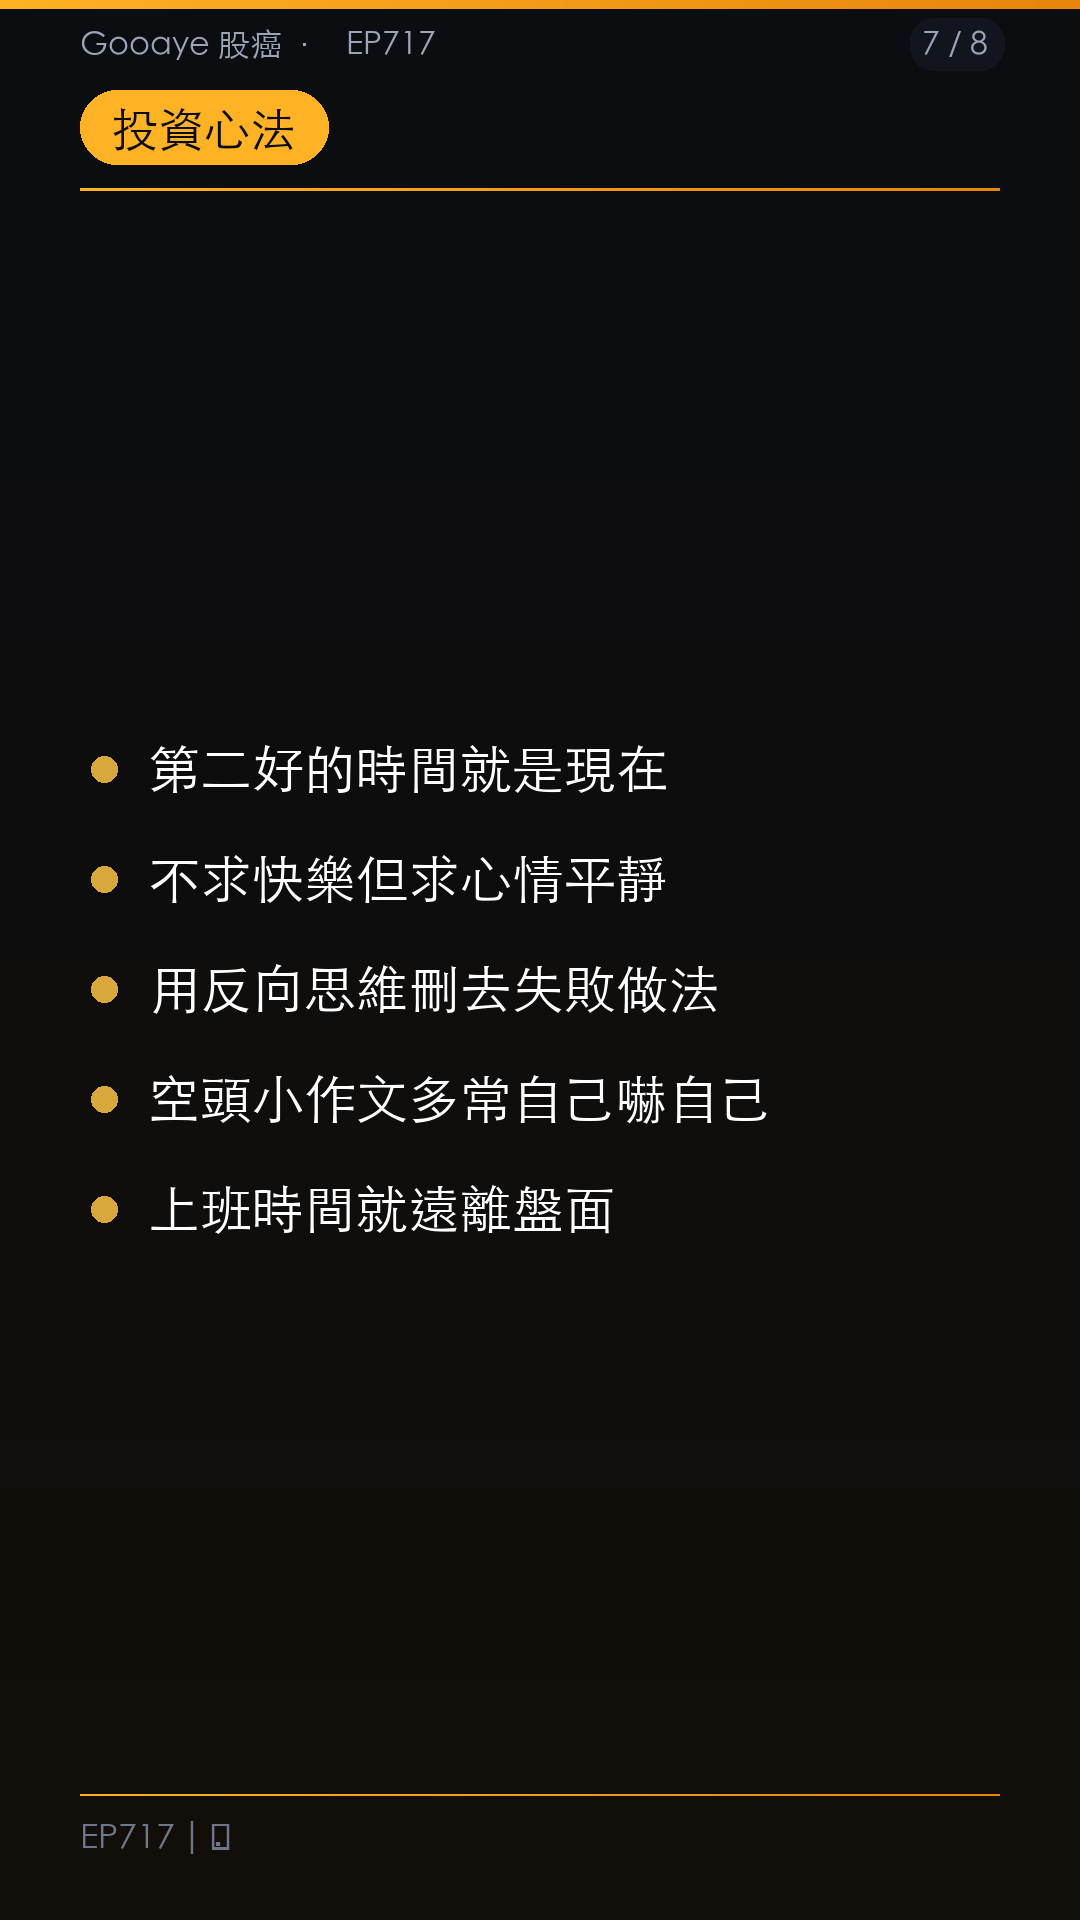 Gooaye 股癌 · EP717
7 / 8
投資心法
第二好的時間就是現在
不求快樂但求心情平靜
用反向思維刪去失敗做法
空頭小作文多常自己嚇自己
上班時間就遠離盤面
EP717 |